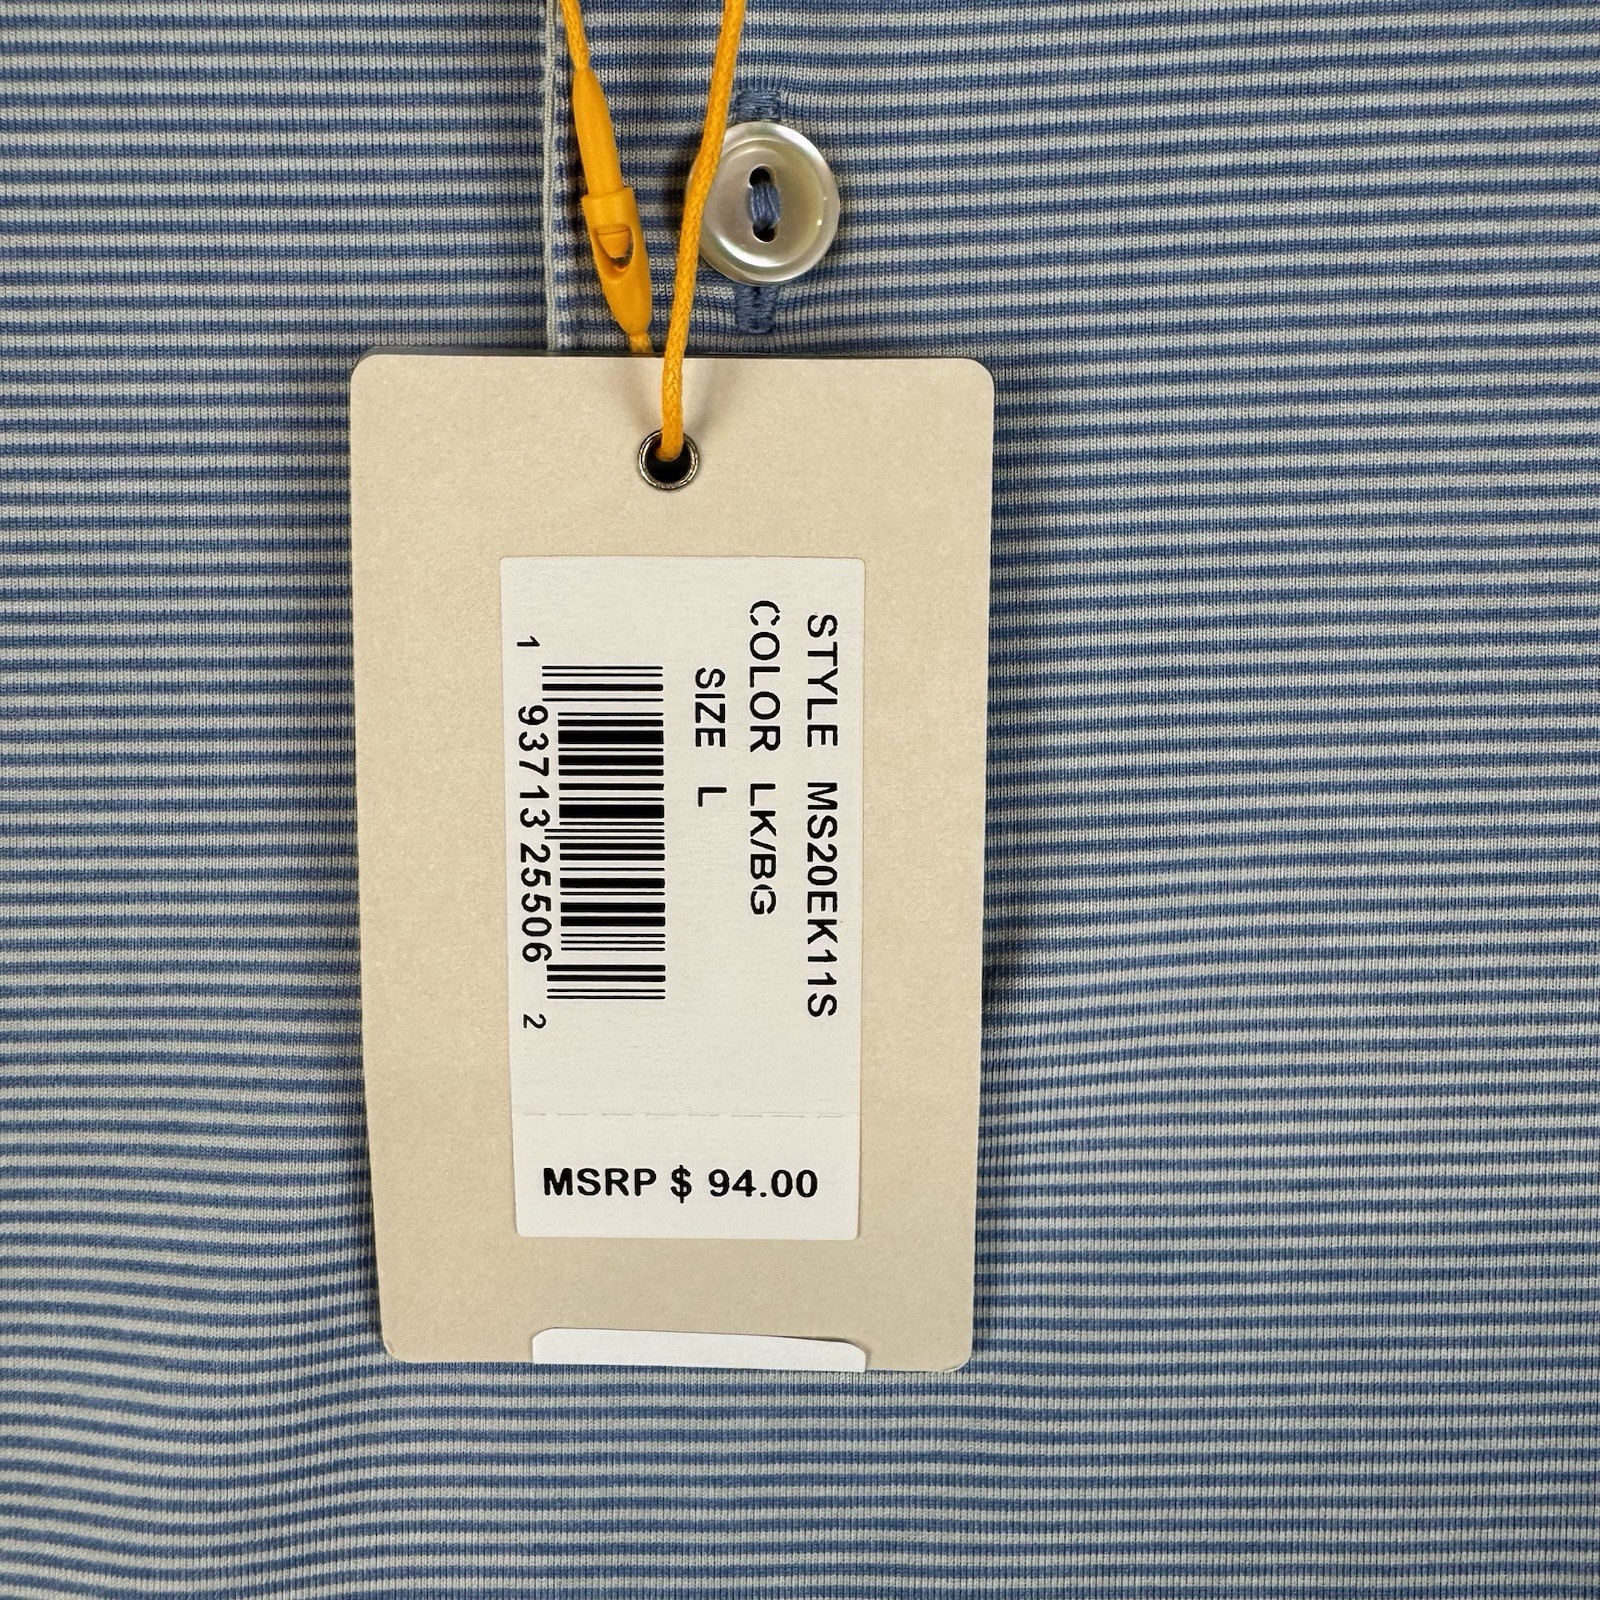 STYLE MS20EK11S
COLOR LK/BG
SIZE L
1 93713 25506 2
MSRP $ 94.00